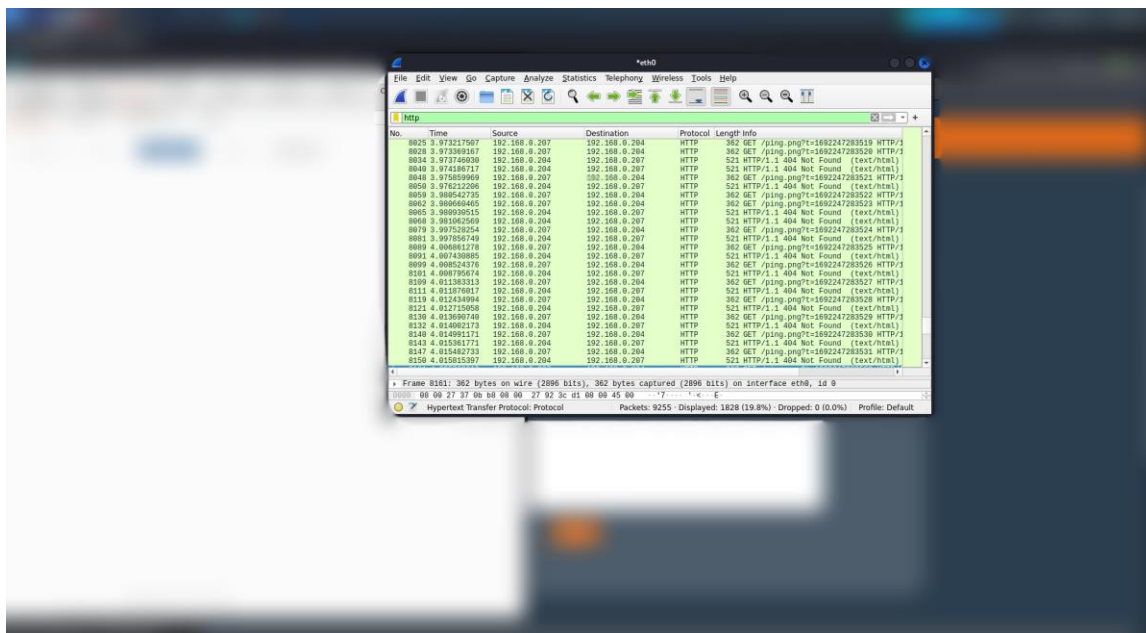 *eth0
File Edit View Go Capture Analyze Statistics Telephony Wireless Tools Help
http
No. Time Source Destination Protocol Length Info
8025 3.973217507 192.168.0.207 192.168.0.204 HTTP 362 GET /ping.png?t=1692247283519 HTTP/1
8028 3.973369167 192.168.0.207 192.168.0.204 HTTP 362 GET /ping.png?t=1692247283520 HTTP/1
8034 3.973746030 192.168.0.204 192.168.0.207 HTTP 521 HTTP/1.1 404 Not Found (text/html)
8040 3.974186717 192.168.0.204 192.168.0.207 HTTP 521 HTTP/1.1 404 Not Found (text/html)
8048 3.975859969 192.168.0.207 192.168.0.204 HTTP 362 GET /ping.png?t=1692247283521 HTTP/1
8050 3.976212206 192.168.0.204 192.168.0.207 HTTP 521 HTTP/1.1 404 Not Found (text/html)
8059 3.980542735 192.168.0.207 192.168.0.204 HTTP 362 GET /ping.png?t=1692247283522 HTTP/1
8062 3.980660465 192.168.0.207 192.168.0.204 HTTP 362 GET /ping.png?t=1692247283523 HTTP/1
8065 3.980930515 192.168.0.204 192.168.0.207 HTTP 521 HTTP/1.1 404 Not Found (text/html)
8068 3.981062569 192.168.0.204 192.168.0.207 HTTP 521 HTTP/1.1 404 Not Found (text/html)
8079 3.997528254 192.168.0.207 192.168.0.204 HTTP 362 GET /ping.png?t=1692247283524 HTTP/1
8081 3.997856749 192.168.0.204 192.168.0.207 HTTP 521 HTTP/1.1 404 Not Found (text/html)
8089 4.006881278 192.168.0.207 192.168.0.204 HTTP 362 GET /ping.png?t=1692247283525 HTTP/1
8091 4.007430885 192.168.0.204 192.168.0.207 HTTP 521 HTTP/1.1 404 Not Found (text/html)
8099 4.008524376 192.168.0.207 192.168.0.204 HTTP 362 GET /ping.png?t=1692247283526 HTTP/1
8101 4.008795674 192.168.0.204 192.168.0.207 HTTP 521 HTTP/1.1 404 Not Found (text/html)
8109 4.011383313 192.168.0.207 192.168.0.204 HTTP 362 GET /ping.png?t=1692247283527 HTTP/1
8111 4.011876017 192.168.0.204 192.168.0.207 HTTP 521 HTTP/1.1 404 Not Found (text/html)
8119 4.012434994 192.168.0.207 192.168.0.204 HTTP 362 GET /ping.png?t=1692247283528 HTTP/1
8121 4.012715058 192.168.0.204 192.168.0.207 HTTP 521 HTTP/1.1 404 Not Found (text/html)
8130 4.013690740 192.168.0.207 192.168.0.204 HTTP 362 GET /ping.png?t=1692247283529 HTTP/1
8132 4.014002173 192.168.0.204 192.168.0.207 HTTP 521 HTTP/1.1 404 Not Found (text/html)
8140 4.014991171 192.168.0.207 192.168.0.204 HTTP 362 GET /ping.png?t=1692247283530 HTTP/1
8143 4.015361771 192.168.0.204 192.168.0.207 HTTP 521 HTTP/1.1 404 Not Found (text/html)
8147 4.015482733 192.168.0.207 192.168.0.204 HTTP 362 GET /ping.png?t=1692247283531 HTTP/1
8150 4.015815397 192.168.0.204 192.168.0.207 HTTP 521 HTTP/1.1 404 Not Found (text/html)
Frame 8161: 362 bytes on wire (2896 bits), 362 bytes captured (2896 bits) on interface eth0, id 0
0000 08 00 27 37 0b b8 08 00 27 92 3c d1 08 00 45 00 ··'7···· '·<···E·
Hypertext Transfer Protocol: Protocol Packets: 9255 · Displayed: 1828 (19.8%) · Dropped: 0 (0.0%) Profile: Default